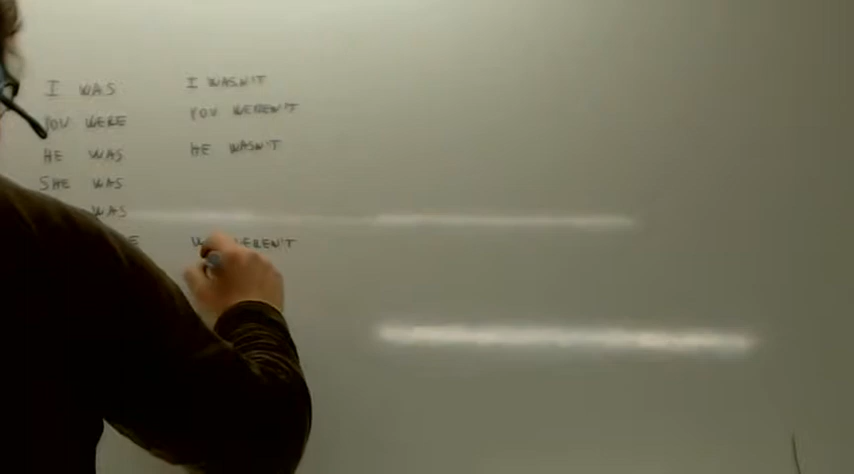 I WAS I WASN'T
YOU WERE YOU WEREN'T
HE WAS HE WASN'T
SHE WAS
WAS
WEREN'T